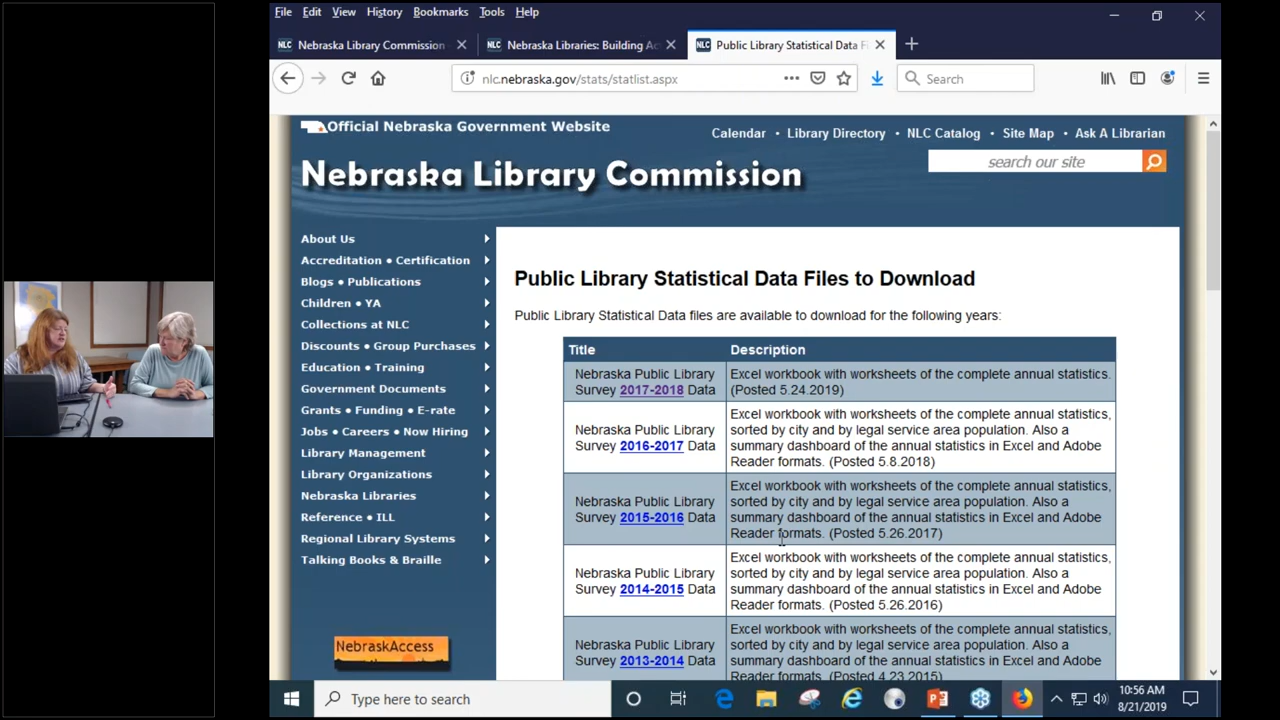 File Edit View History Bookmarks Tools Help
NLC Nebraska Library Commission
NLC Nebraska Libraries: Building Ac
NLC Public Library Statistical Data F
nlc.nebraska.gov/stats/statlist.aspx
Search
Official Nebraska Government Website
Calendar • Library Directory • NLC Catalog • Site Map • Ask A Librarian
Nebraska Library Commission
search our site
About Us
Accreditation • Certification
Blogs • Publications
Children • YA
Collections at NLC
Discounts • Group Purchases
Education • Training
Government Documents
Grants • Funding • E-rate
Jobs • Careers • Now Hiring
Library Management
Library Organizations
Nebraska Libraries
Reference • ILL
Regional Library Systems
Talking Books & Braille
NebraskAccess
Public Library Statistical Data Files to Download
Public Library Statistical Data files are available to download for the following years:
Title Description
Nebraska Public Library
Survey 2017-2018 Data
Excel workbook with worksheets of the complete annual statistics.
(Posted 5.24.2019)
Nebraska Public Library
Survey 2016-2017 Data
Excel workbook with worksheets of the complete annual statistics,
sorted by city and by legal service area population. Also a
summary dashboard of the annual statistics in Excel and Adobe
Reader formats. (Posted 5.8.2018)
Nebraska Public Library
Survey 2015-2016 Data
Excel workbook with worksheets of the complete annual statistics,
sorted by city and by legal service area population. Also a
summary dashboard of the annual statistics in Excel and Adobe
Reader formats. (Posted 5.26.2017)
Nebraska Public Library
Survey 2014-2015 Data
Excel workbook with worksheets of the complete annual statistics,
sorted by city and by legal service area population. Also a
summary dashboard of the annual statistics in Excel and Adobe
Reader formats. (Posted 5.26.2016)
Nebraska Public Library
Survey 2013-2014 Data
Excel workbook with worksheets of the complete annual statistics,
sorted by city and by legal service area population. Also a
summary dashboard of the annual statistics in Excel and Adobe
Reader formats. (Posted 4.23.2015)
Type here to search
10:56 AM
8/21/2019